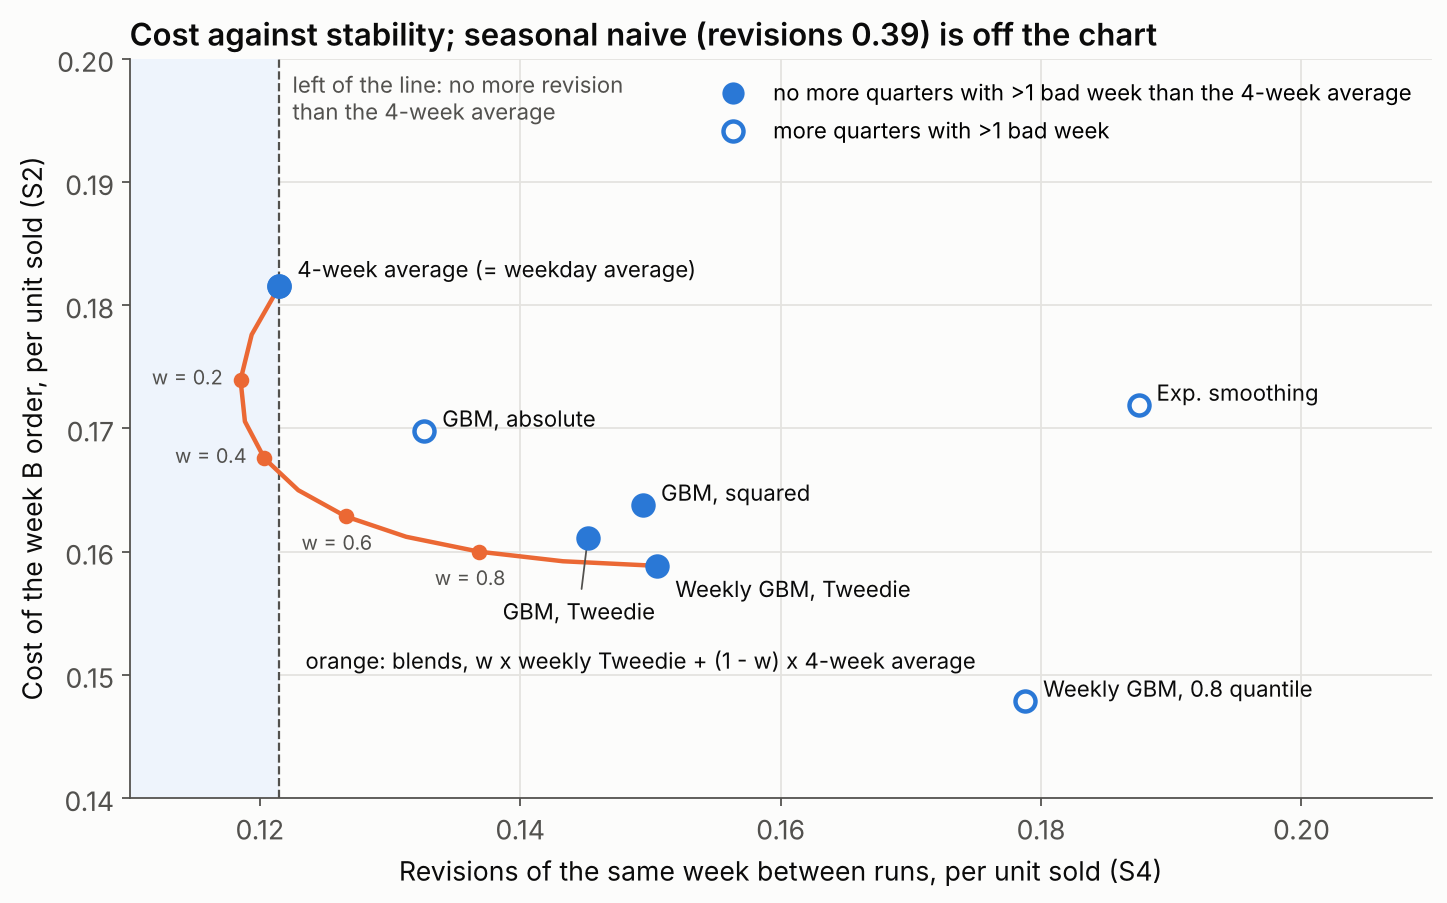 Cost against stability; seasonal naive (revisions 0.39) is off the chart
0.20
left of the line: no more revision
than the 4-week average
no more quarters with >1 bad week than the 4-week average
more quarters with >1 bad week
0.19
0.18
0.17
0.16
0.15
0.14
Cost of the week B order, per unit sold (S2)
4-week average (= weekday average)
w = 0.2
Exp. smoothing
GBM, absolute
w = 0.4
GBM, squared
w = 0.6
w = 0.8
Weekly GBM, Tweedie
GBM, Tweedie
orange: blends, w x weekly Tweedie + (1 - w) x 4-week average
Weekly GBM, 0.8 quantile
0.12
0.14
0.16
0.18
0.20
Revisions of the same week between runs, per unit sold (S4)